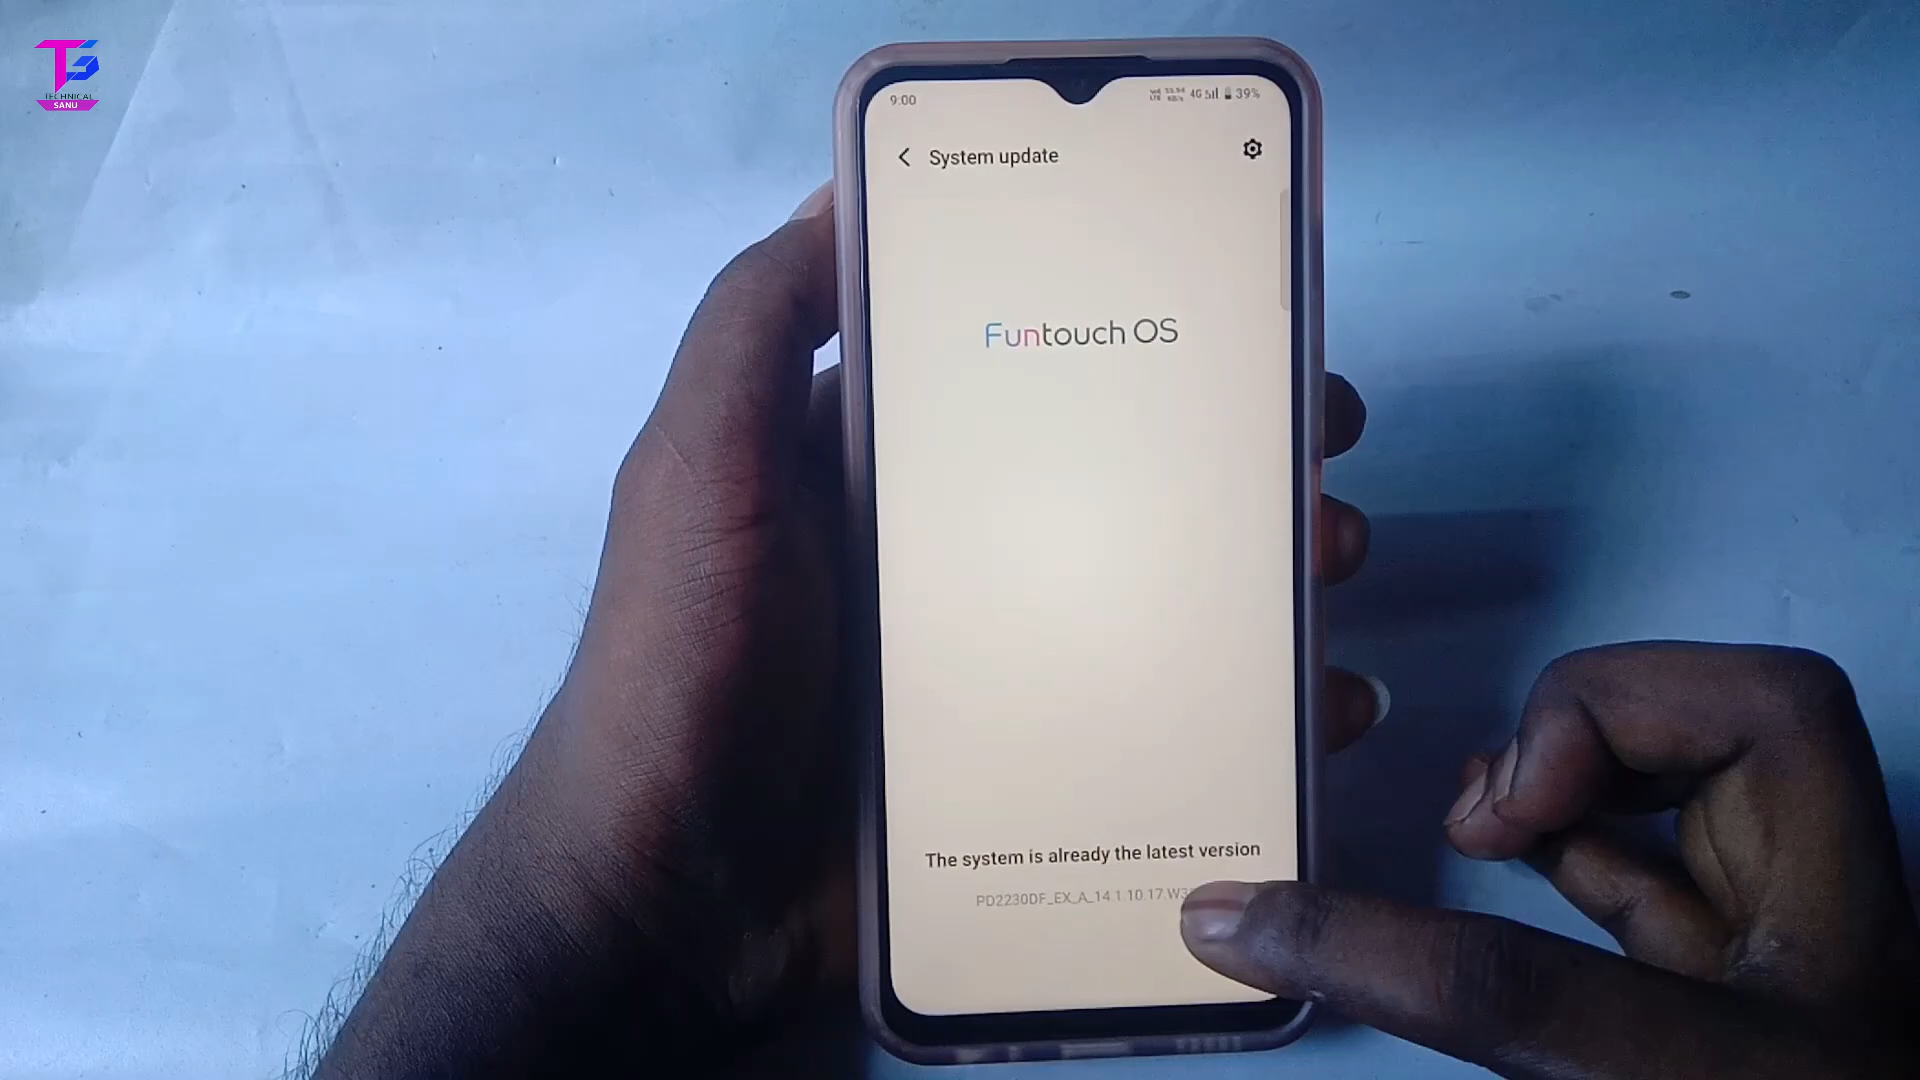 TECHNICAL
SANU
9:00
4G 39%
System update
Funtouch OS
The system is already the latest version
PD2230DF_EX_A_14.1.10.17.W3